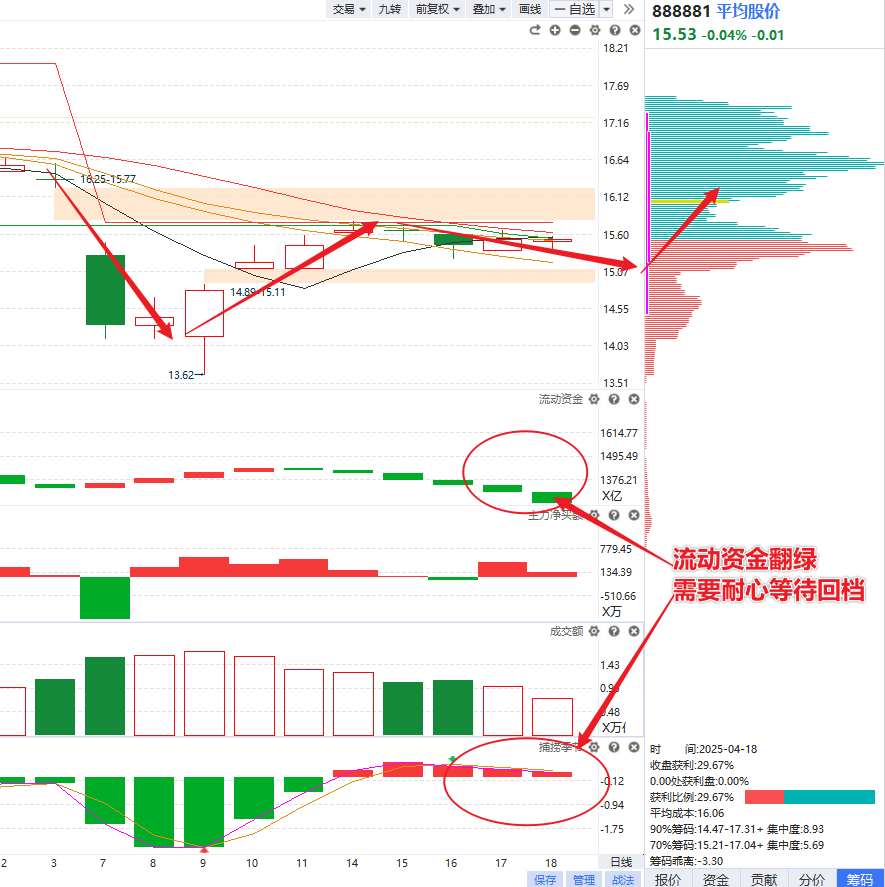 交易 九转 前复权 叠加 画线 一自选
888881 平均股价
15.53 -0.04% -0.01
18.21
17.69
17.16
16.64
16.12
15.60
15.07
14.55
14.03
13.51
16.25-15.77
14.89-15.11
13.62
流动资金
1614.77
1495.49
1376.21
X亿
主力净买额
779.45
134.39
-510.66
X万
流动资金翻绿
需要耐心等待回档
成交额
1.43
0.48
X万亿
捕捞季节
-0.12
-0.94
-1.75
2 3 7 8 9 10 11 14 15 16 17 18 日线
保存 管理 战法
时 间:2025-04-18
收盘获利:29.67%
0.00处获利盘:0.00%
获利比例:29.67%
平均成本:16.06
90%筹码:14.47-17.31+ 集中度:8.93
70%筹码:15.21-17.04+ 集中度:5.69
筹码乖离:-3.30
报价 资金 贡献 分价 筹码